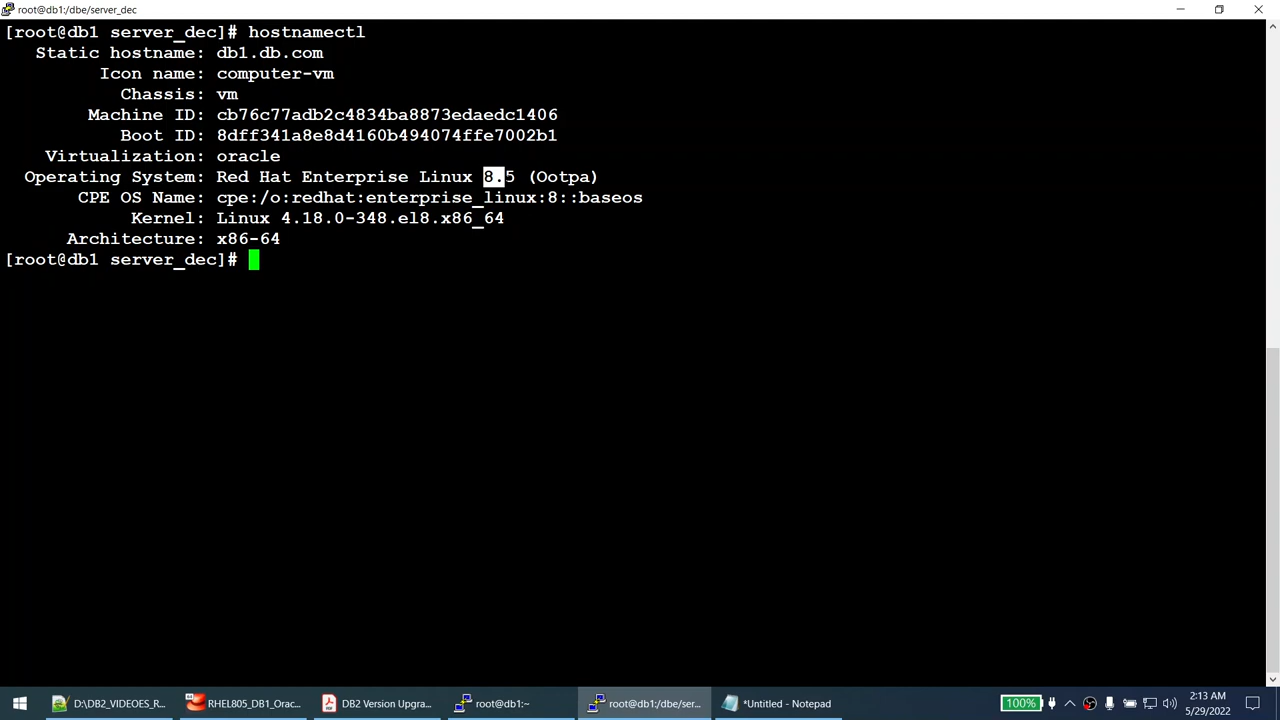 root@db1:/dbe/server_dec
[root@db1 server_dec]# hostnamectl
Static hostname: db1.db.com
Icon name: computer-vm
Chassis: vm
Machine ID: cb76c77adb2c4834ba8873edaedc1406
Boot ID: 8dff341a8e8d4160b494074ffe7002b1
Virtualization: oracle
Operating System: Red Hat Enterprise Linux 8.5 (Ootpa)
CPE OS Name: cpe:/o:redhat:enterprise_linux:8::baseos
Kernel: Linux 4.18.0-348.el8.x86_64
Architecture: x86-64
[root@db1 server_dec]#
D:\DB2_VIDEOES_R... RHEL805_DB1_Orac... DB2 Version Upgra... root@db1:~ root@db1:/dbe/ser... *Untitled - Notepad 100% 2:13 AM
5/29/2022